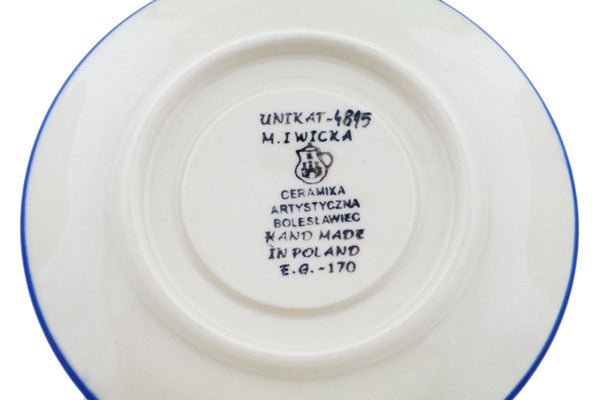 UNIKAT-4895
M.IWICKA
CERAMIKA
ARTYSTYCZNA
BOLESŁAWIEC
HAND MADE
IN POLAND
E.G.-170